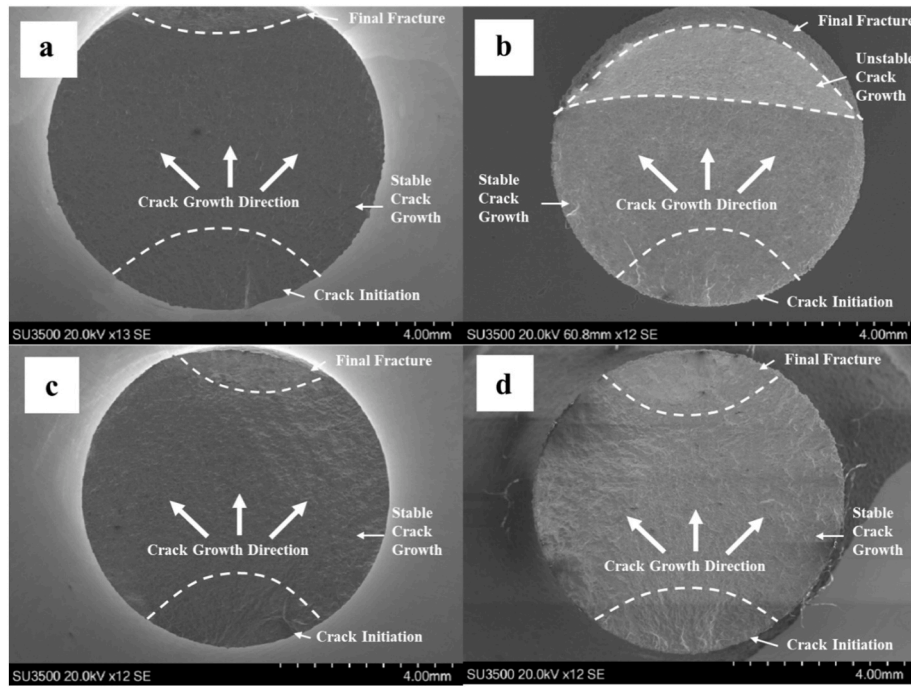 a
Final Fracture
Crack Growth Direction
Stable
Crack
Growth
Crack Initiation
SU3500 20.0kV x13 SE
4.00mm
b
Final Fracture
Unstable
Crack
Growth
Stable
Crack
Growth
Crack Growth Direction
Crack Initiation
SU3500 20.0kV 60.8mm x12 SE
4.00mm
c
Final Fracture
Crack Growth Direction
Stable
Crack
Growth
Crack Initiation
SU3500 20.0kV x12 SE
4.00mm
d
Final Fracture
Stable
Crack
Growth
Crack Growth Direction
Crack Initiation
SU3500 20.0kV x12 SE
4.00mm